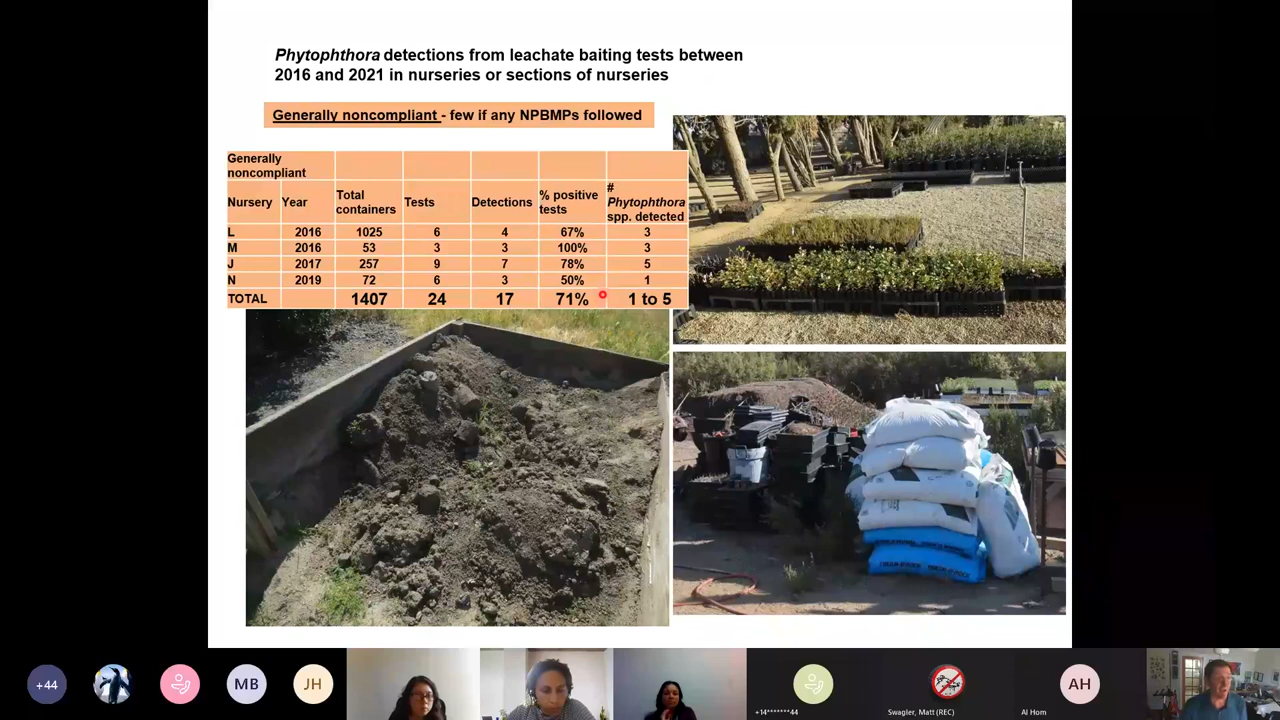 Phytophthora detections from leachate baiting tests between
2016 and 2021 in nurseries or sections of nurseries
Generally noncompliant - few if any NPBMPs followed
Generally
noncompliant
Nursery Year Total containers Tests Detections % positive tests # Phytophthora spp. detected
L 2016 1025 6 4 67% 3
M 2016 53 3 3 100% 3
J 2017 257 9 7 78% 5
N 2019 72 6 3 50% 1
TOTAL 1407 24 17 71% 1 to 5
+44
MB
JH
AH
+14*******44
Swagler, Matt (REC)
Al Hom